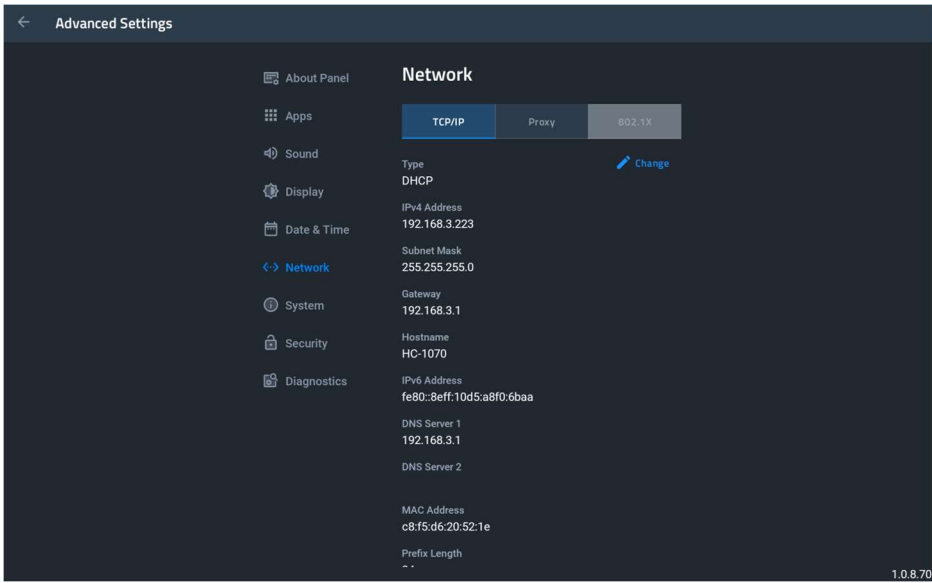 Advanced Settings
About Panel
Apps
Sound
Display
Date & Time
Network
System
Security
Diagnostics
Network
TCP/IP
Proxy
802.1X
Type
Change
DHCP
IPv4 Address
192.168.3.223
Subnet Mask
255.255.255.0
Gateway
192.168.3.1
Hostname
HC-1070
IPv6 Address
fe80::8eff:10d5:a8f0:6baa
DNS Server 1
192.168.3.1
DNS Server 2
MAC Address
c8:f5:d6:20:52:1e
Prefix Length
1.0.8.70